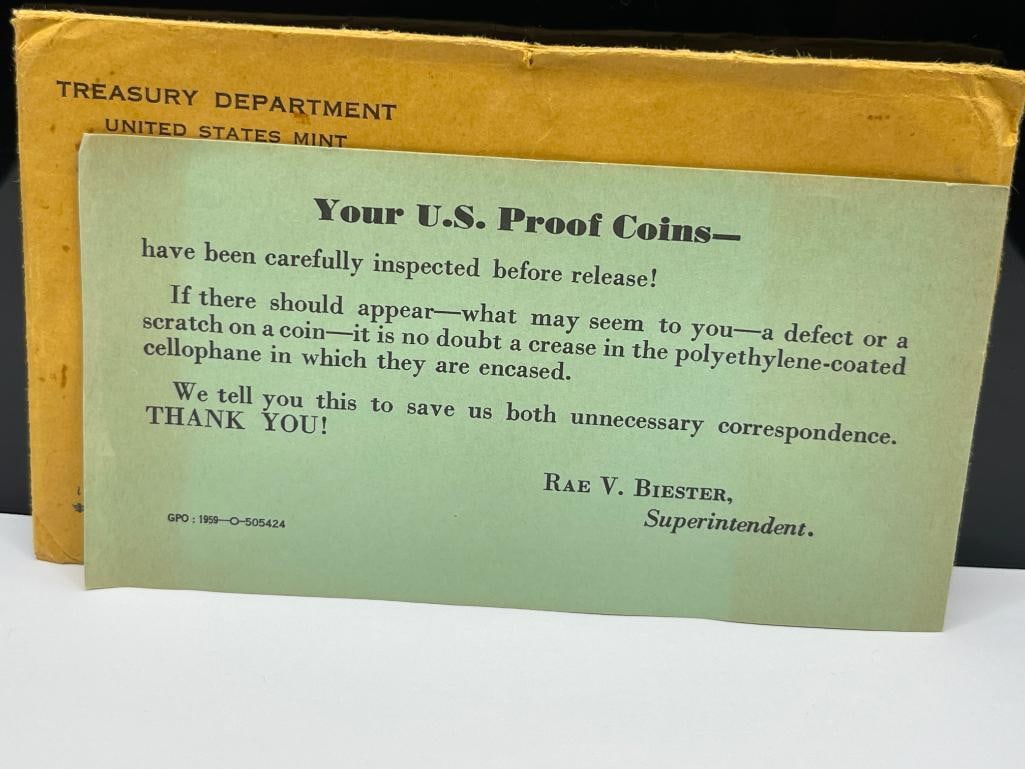 TREASURY DEPARTMENT
UNITED STATES MINT
Your U.S. Proof Coins—
have been carefully inspected before release!
If there should appear—what may seem to you—a defect or a
scratch on a coin—it is no doubt a crease in the polyethylene-coated
cellophane in which they are encased.
We tell you this to save us both unnecessary correspondence.
THANK YOU!
RAE V. BIESTER,
Superintendent.
GPO : 1959—O-505424